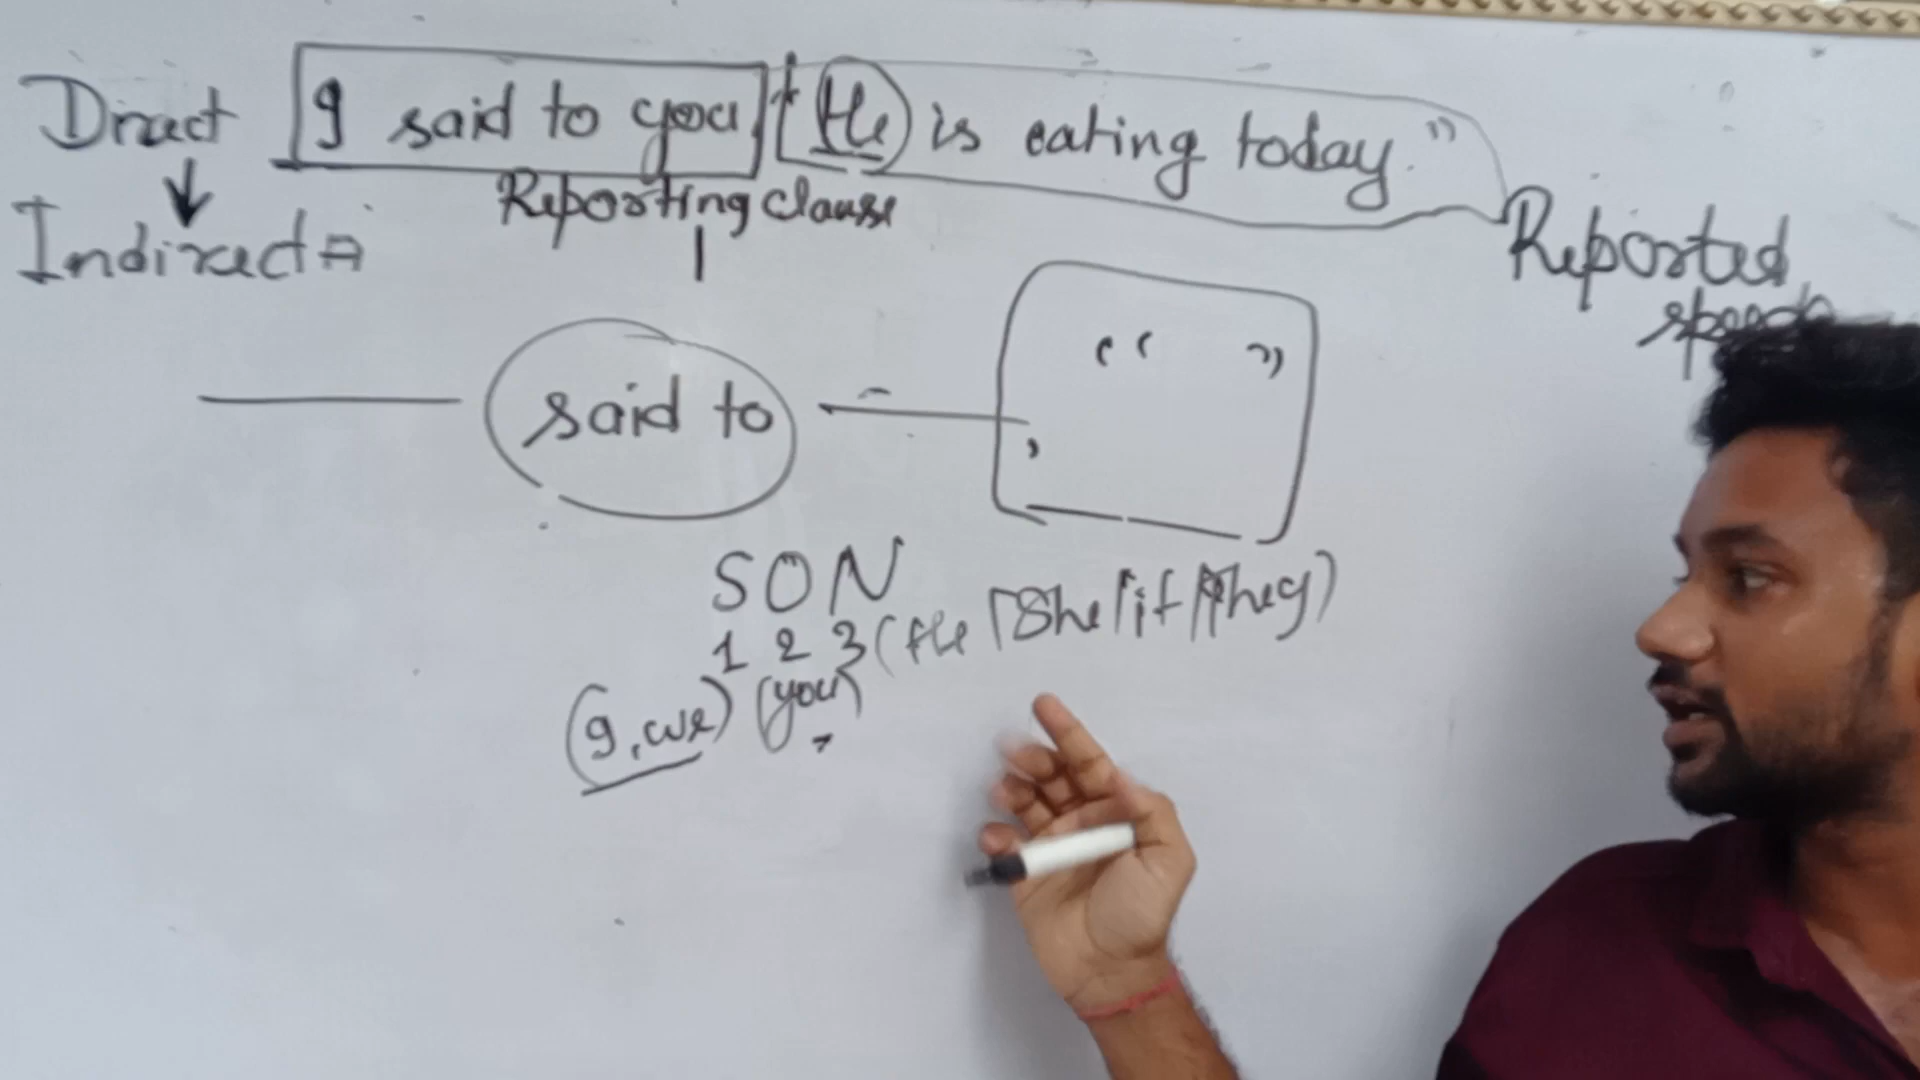 Direct I said to you, "He is eating today."
Reporting clause
Indirect ⇒
Reported
speech
said to , " "
SON
1 2 3 (He/She/it/They)
(I, we) (you)